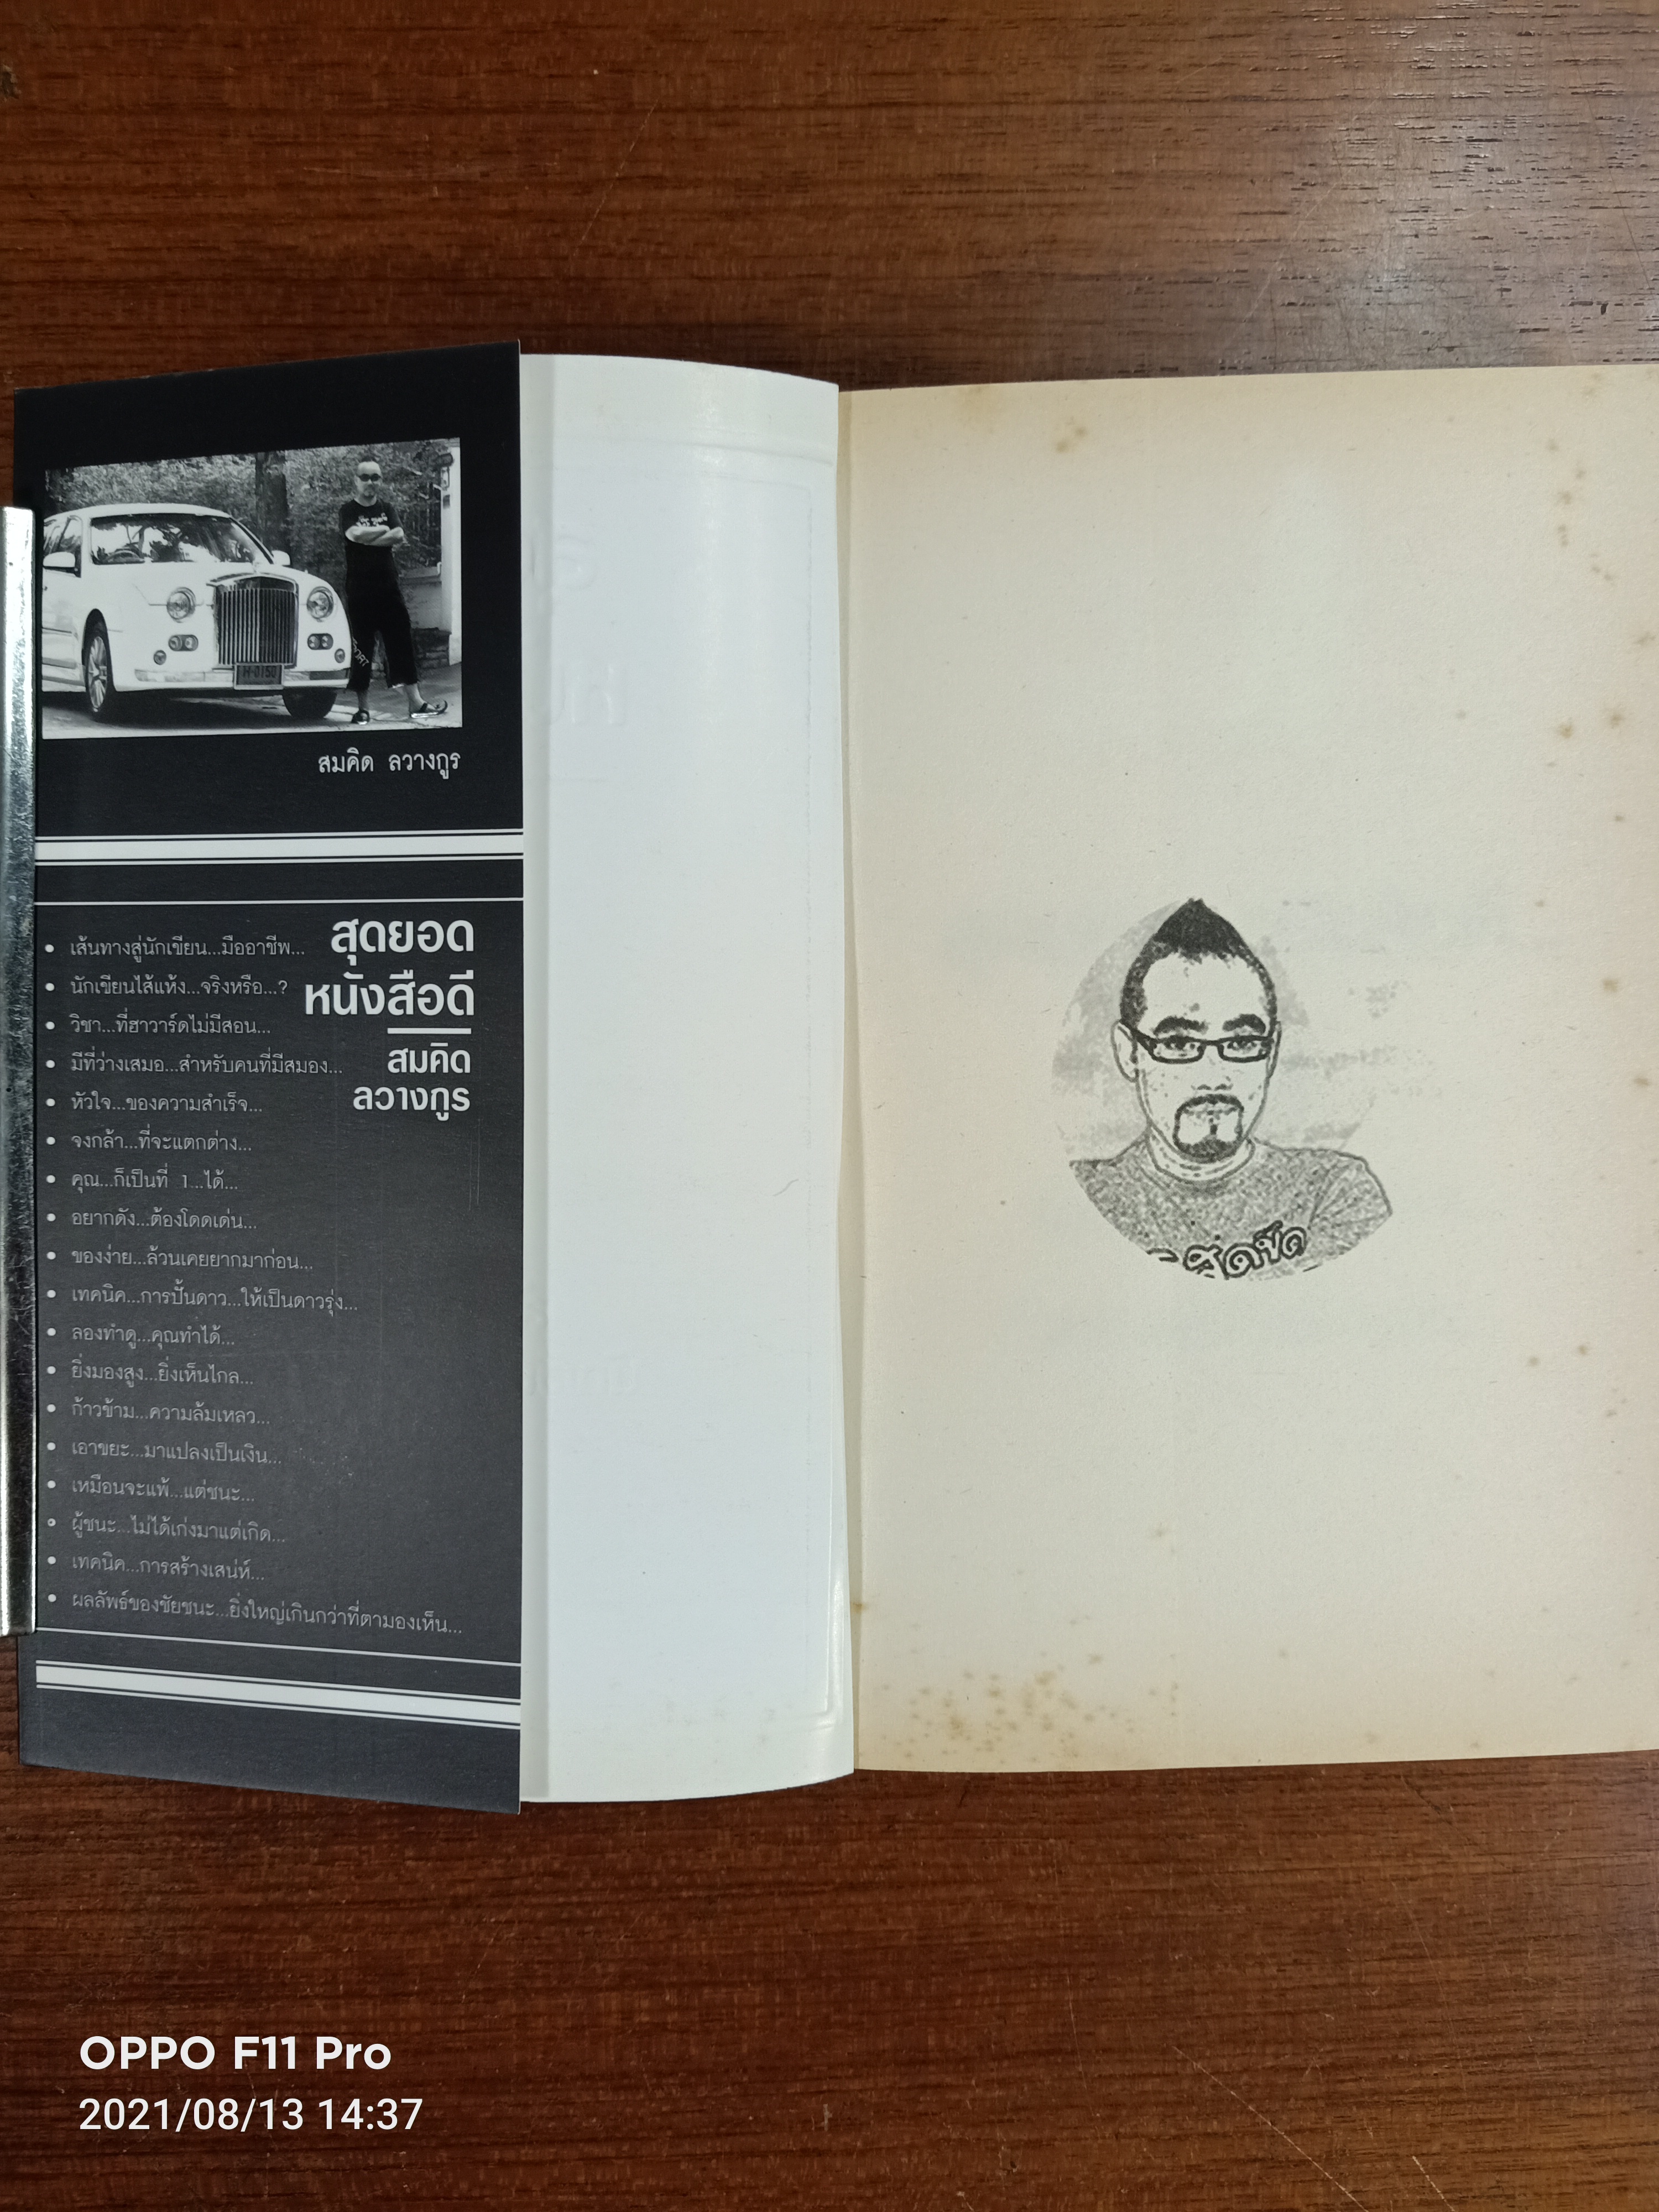 สมคิด ลวางกูร
สุดยอด
หนังสือดี
สมคิด
ลวางกูร
• เส้นทางสู่นักเขียน...มืออาชีพ...
• นักเขียนไส้แห้ง...จริงหรือ...?
• วิชา...ที่ฮาวาร์ดไม่มีสอน...
• มีที่ว่างเสมอ...สำหรับคนที่มีสมอง...
• หัวใจ...ของความสำเร็จ...
• จงกล้า...ที่จะแตกต่าง...
• คุณ...ก็เป็นที่ 1...ได้...
• อยากดัง...ต้องโดดเด่น...
• ของง่าย...ล้วนเคยยากมาก่อน...
• เทคนิค...การปั้นดาว...ให้เป็นดาวรุ่ง...
• ลองทำดู...คุณทำได้...
• ยิ่งมองสูง...ยิ่งเห็นไกล...
• ก้าวข้าม...ความล้มเหลว...
• เอาขยะ...มาแปลงเป็นเงิน...
• เหมือนจะแพ้...แต่ชนะ...
• ผู้ชนะ...ไม่ได้เก่งมาแต่เกิด...
• เทคนิค...การสร้างเสน่ห์...
• ผลลัพธ์ของชัยชนะ...ยิ่งใหญ่เกินกว่าที่ตามองเห็น...
OPPO F11 Pro
2021/08/13 14:37